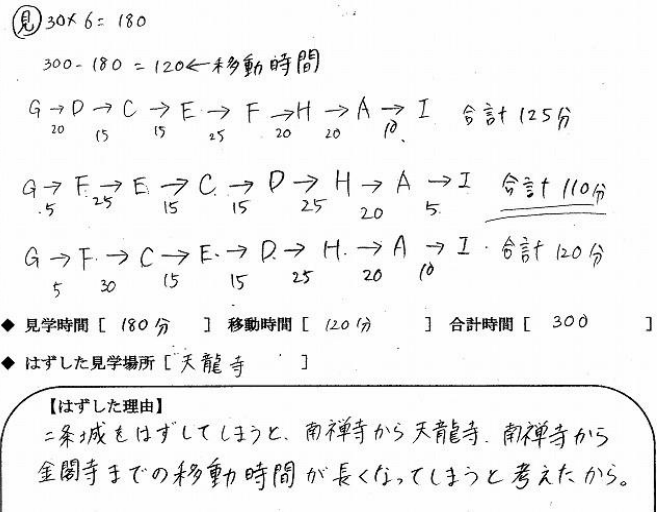 見 30×6=180
300-180=120←移動時間
G→D→C→E→F→H→A→I 合計125分
20 15 15 25 20 20 10
G→F→E→C→D→H→A→I 合計110分
5 25 15 15 25 20 5
G→F→C→E→D→H→A→I 合計120分
5 30 15 15 25 20 10
◆ 見学時間[ 180分 ] 移動時間[ 120分 ] 合計時間[ 300 ]
◆ はずした見学場所[ 天龍寺 ]
【はずした理由】
二条城をはずしてしまうと、南禅寺から天龍寺、南禅寺から
金閣寺までの移動時間が長くなってしまうと考えたから。